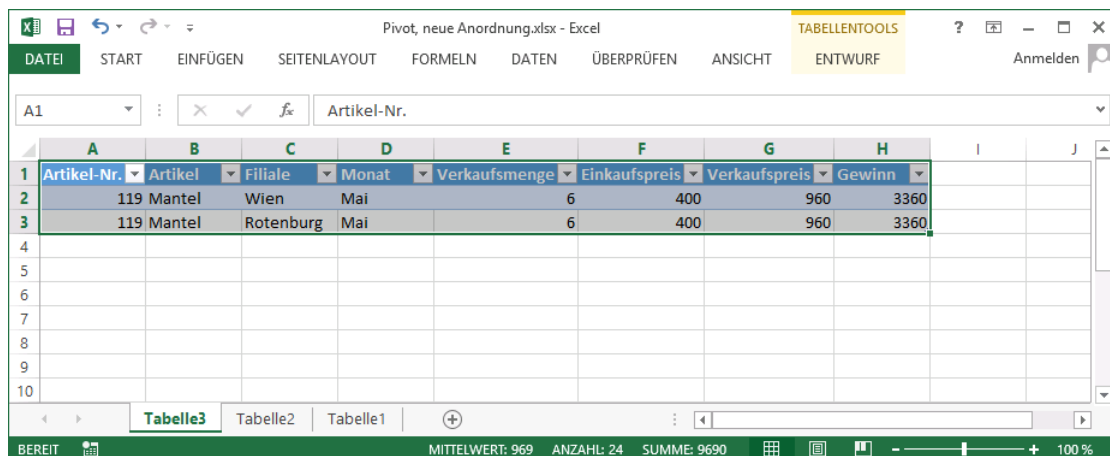 Pivot, neue Anordnung.xlsx - Excel
TABELLENTOOLS
?
DATEI START EINFÜGEN SEITENLAYOUT FORMELN DATEN ÜBERPRÜFEN ANSICHT ENTWURF Anmelden
A1 fx Artikel-Nr.
A B C D E F G H I J
1 Artikel-Nr. Artikel Filiale Monat Verkaufsmenge Einkaufspreis Verkaufspreis Gewinn
2 119 Mantel Wien Mai 6 400 960 3360
3 119 Mantel Rotenburg Mai 6 400 960 3360
4
5
6
7
8
9
10
Tabelle3 Tabelle2 Tabelle1
BEREIT MITTELWERT: 969 ANZAHL: 24 SUMME: 9690 - + 100 %